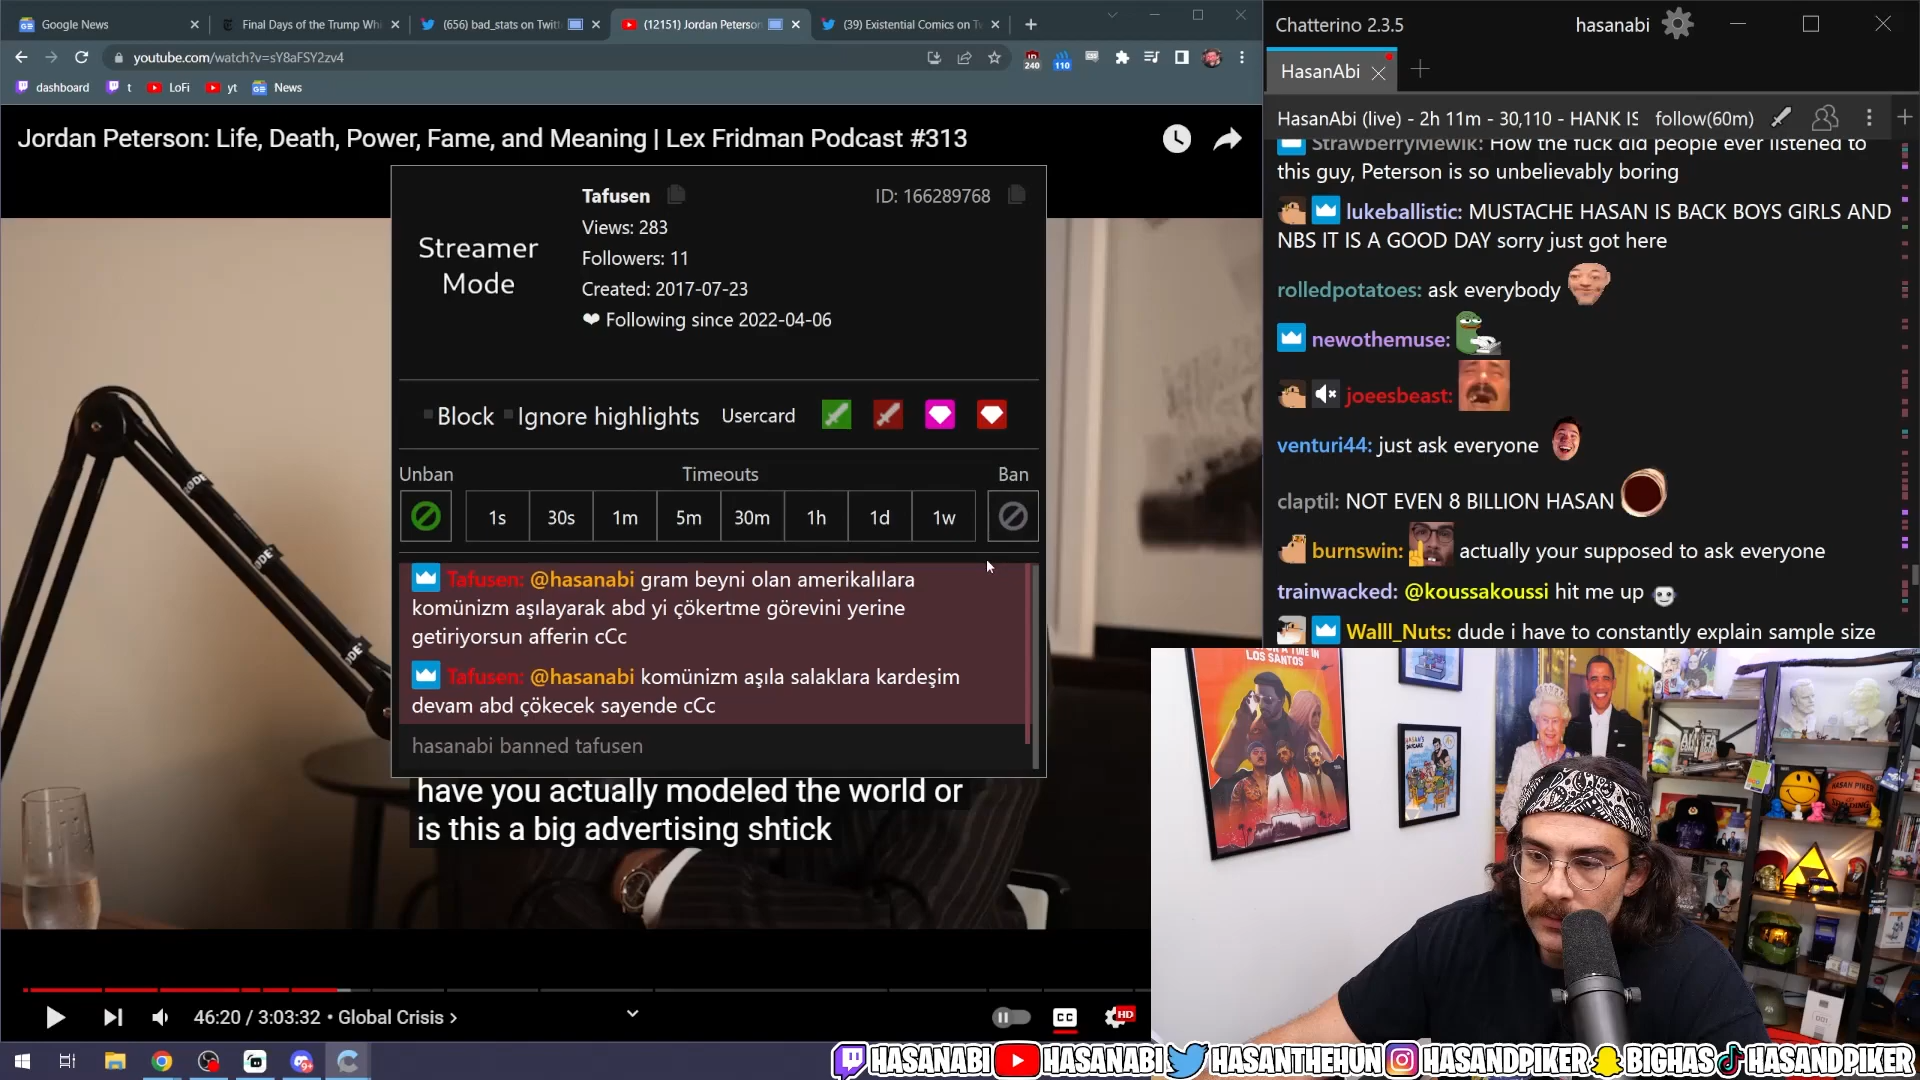 Google News
Final Days of the Trump Whi
(656) bad_stats on Twitt
(12151) Jordan Peterson
(39) Existential Comics on Tw
youtube.com/watch?v=sY8aFSY2zv4
240
110
dashboard
t
LoFi
yt
News
Jordan Peterson: Life, Death, Power, Fame, and Meaning | Lex Fridman Podcast #313
Streamer
Mode
Tafusen
ID: 166289768
Views: 283
Followers: 11
Created: 2017-07-23
❤ Following since 2022-04-06
Block
Ignore highlights
Usercard
Unban
Timeouts
Ban
1s
30s
1m
5m
30m
1h
1d
1w
Tafusen: @hasanabi gram beyni olan amerikalılara
komünizm aşılayarak abd yi çökertme görevini yerine
getiriyorsun afferin cCc
Tafusen: @hasanabi komünizm aşıla salaklara kardeşim
devam abd çökecek sayende cCc
hasanabi banned tafusen
have you actually modeled the world or
is this a big advertising shtick
46:20 / 3:03:32 • Global Crisis >
CC
HD
Chatterino 2.3.5
hasanabi
HasanAbi
HasanAbi (live) - 2h 11m - 30,110 - HANK IS
follow(60m)
StrawberryMewik: How the fuck did people ever listened to
this guy, Peterson is so unbelievably boring
lukeballistic: MUSTACHE HASAN IS BACK BOYS GIRLS AND
NBS IT IS A GOOD DAY sorry just got here
rolledpotatoes: ask everybody
newothemuse:
joeesbeast:
venturi44: just ask everyone
claptil: NOT EVEN 8 BILLION HASAN
burnswin: actually your supposed to ask everyone
trainwacked: @koussakoussi hit me up
Walll_Nuts: dude i have to constantly explain sample size
LOS SANTOS
HASAN PIKER
HASANABI
HASANABI
HASANTHEHUN
HASANDPIKER
BIGHAS
HASANDPIKER